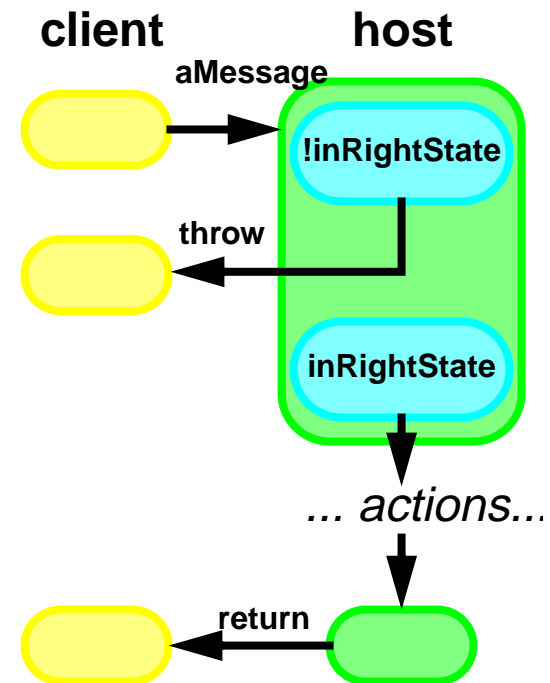 client host
aMessage
!inRightState
throw
inRightState
... actions...
return